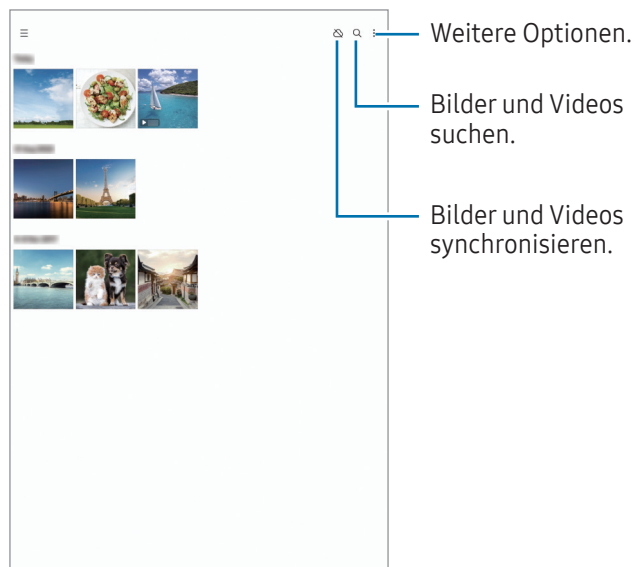 Weitere Optionen.
Bilder und Videos
suchen.
Bilder und Videos
synchronisieren.